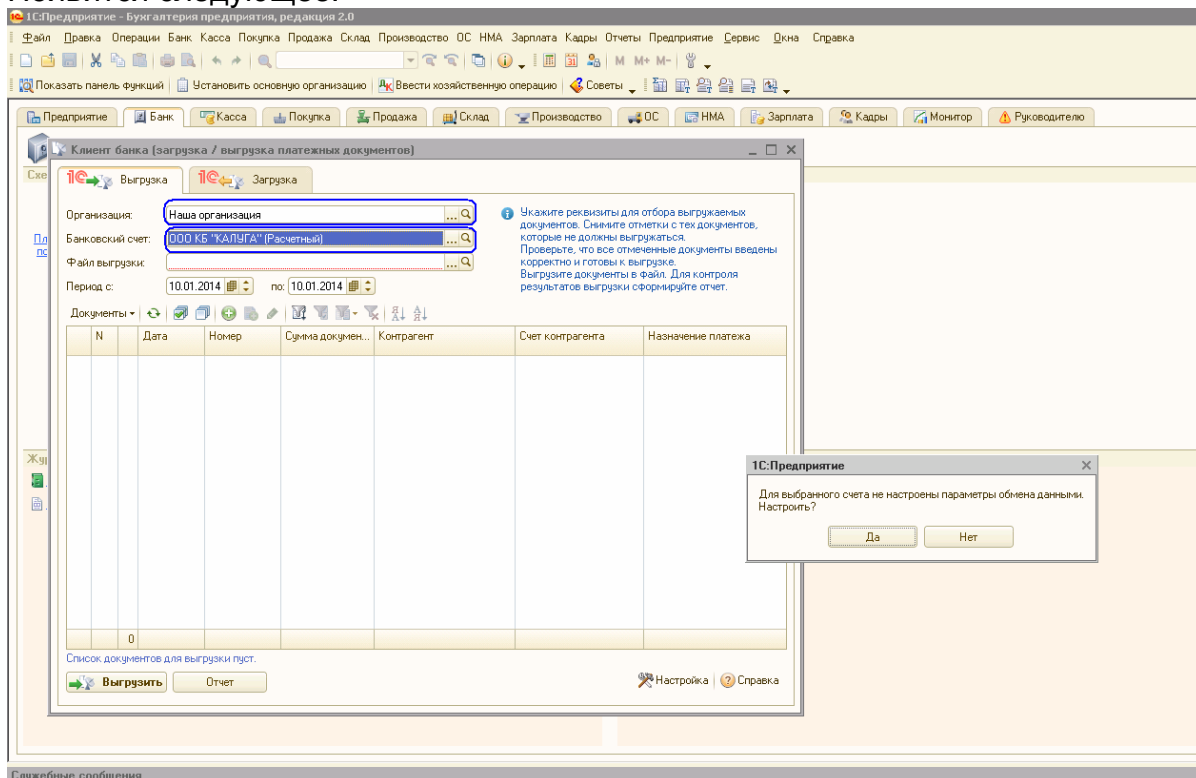 1С:Предприятие - Бухгалтерия предприятия, редакция 2.0
Файл Правка Операции Банк Касса Покупка Продажа Склад Производство ОС НМА Зарплата Кадры Отчеты Предприятие Сервис Окна Справка
M M+ M-
Показать панель функций Установить основную организацию Ввести хозяйственную операцию Советы
Предприятие Банк Касса Покупка Продажа Склад Производство ОС НМА Зарплата Кадры Монитор Руководителю
Клиент банка (загрузка / выгрузка платежных документов)
Выгрузка Загрузка
Организация: Наша организация ...
Банковский счет: ООО КБ "КАЛУГА" (Расчетный) ...
Файл выгрузки: ...
Период с: 10.01.2014 по: 10.01.2014
Укажите реквизиты для отбора выгружаемых
документов. Снимите отметки с тех документов,
которые не должны выгружаться.
Проверьте, что все отмеченные документы введены
корректно и готовы к выгрузке.
Выгрузите документы в файл. Для контроля
результатов выгрузки сформируйте отчет.
Документы
N Дата Номер Сумма докумен... Контрагент Счет контрагента Назначение платежа
1С:Предприятие
Для выбранного счета не настроены параметры обмена данными.
Настроить?
Да Нет
0
Список документов для выгрузки пуст.
Выгрузить Отчет Настройка Справка
Служебные сообщения